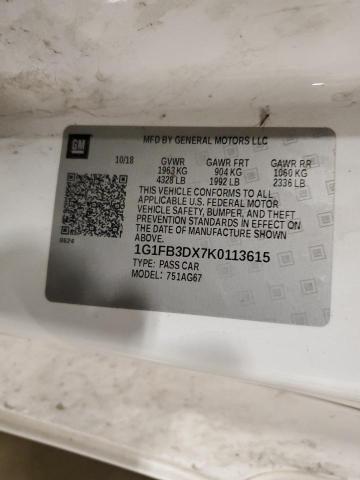 GM
MFD BY GENERAL MOTORS LLC
10/18 GVWR GAWR FRT GAWR RR
1963 KG 904 KG 1060 KG
4328 LB 1992 LB 2336 LB
THIS VEHICLE CONFORMS TO ALL
APPLICABLE U.S. FEDERAL MOTOR
VEHICLE SAFETY, BUMPER, AND THEFT
PREVENTION STANDARDS IN EFFECT
ON THE DATE OF MANUFACTURE SHOWN
ABOVE.
1G1FB3DX7K0113615
TYPE: PASS CAR
MODEL: 751AG67